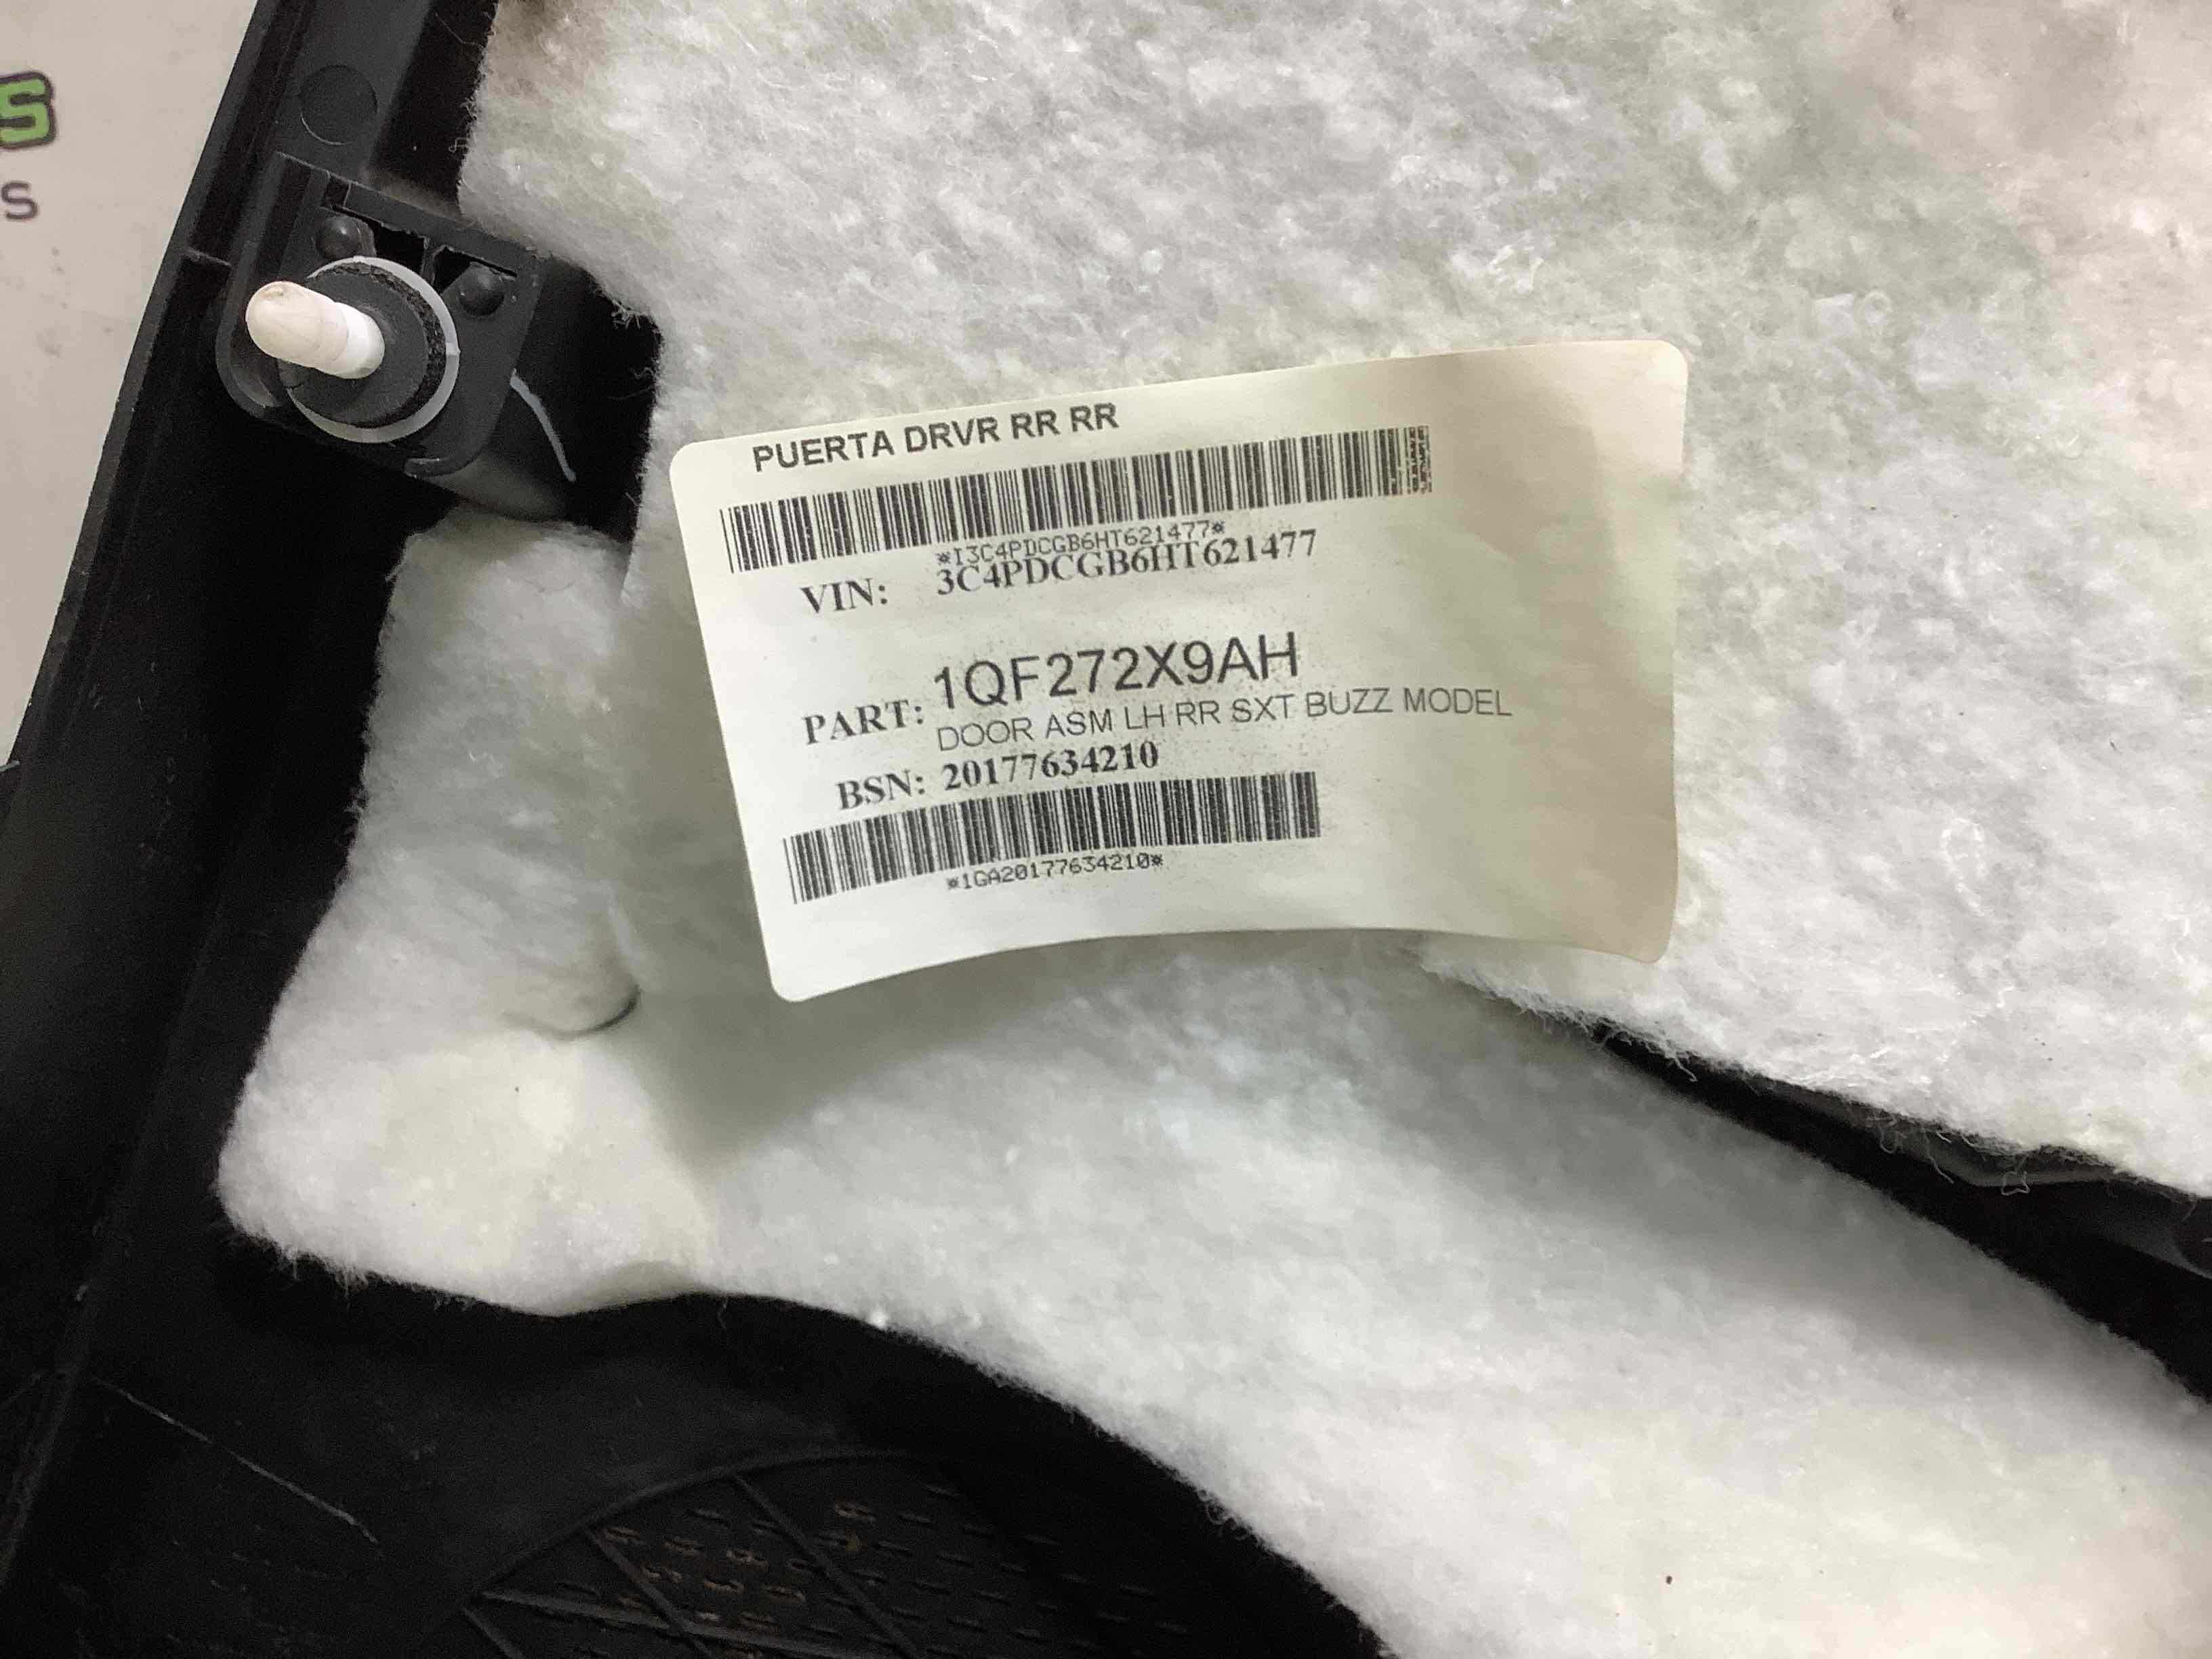 S
S
PUERTA DRVR RR RR
*I3C4PDCGB6HT621477*
VIN: 3C4PDCGB6HT621477
PART: 1QF272X9AH
DOOR ASM LH RR SXT BUZZ MODEL
BSN: 20177634210
*1GA20177634210*